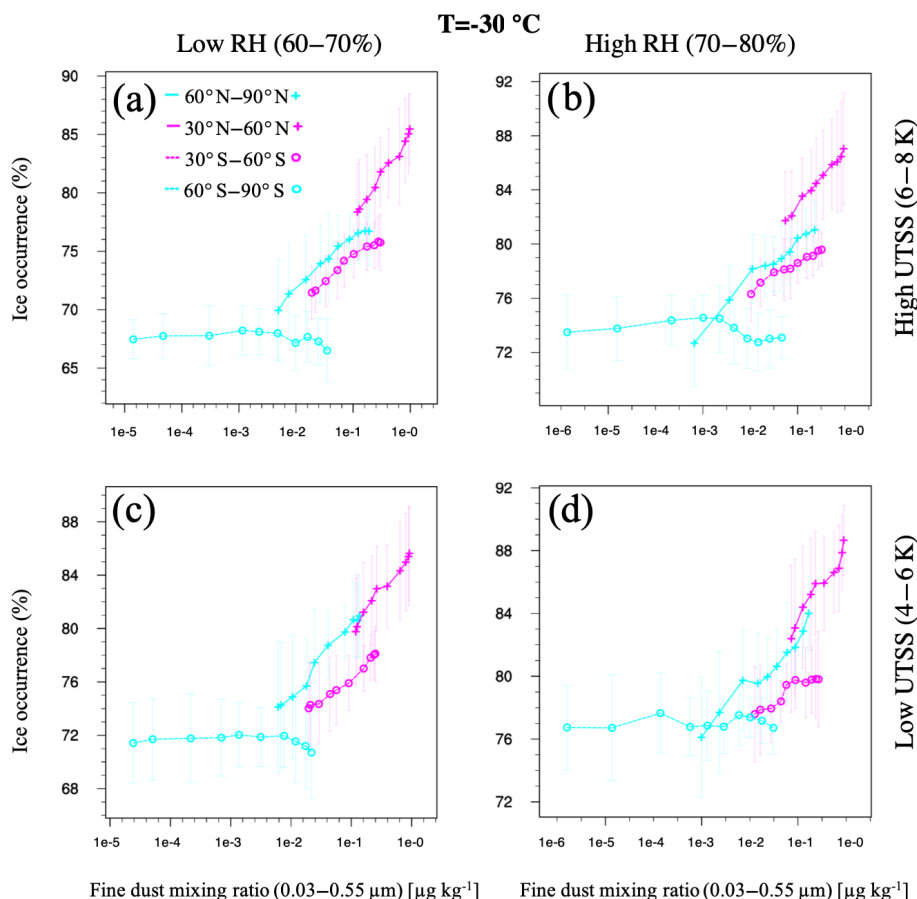 T=-30 °C
Low RH (60–70%)
High RH (70–80%)
(a)
60°N–90°N
30°N–60°N
30°S–60°S
60°S–90°S
Ice occurrence (%)
90
85
80
75
70
65
1e-5 1e-4 1e-3 1e-2 1e-1 1e-0
(b)
92
88
84
80
76
72
1e-6 1e-5 1e-4 1e-3 1e-2 1e-1 1e-0
High UTSS (6–8 K)
(c)
Ice occurrence (%)
88
84
80
76
72
68
1e-5 1e-4 1e-3 1e-2 1e-1 1e-0
Fine dust mixing ratio (0.03–0.55 μm) [μg kg⁻¹]
(d)
92
88
84
80
76
72
1e-6 1e-5 1e-4 1e-3 1e-2 1e-1 1e-0
Fine dust mixing ratio (0.03–0.55 μm) [μg kg⁻¹]
Low UTSS (4–6 K)